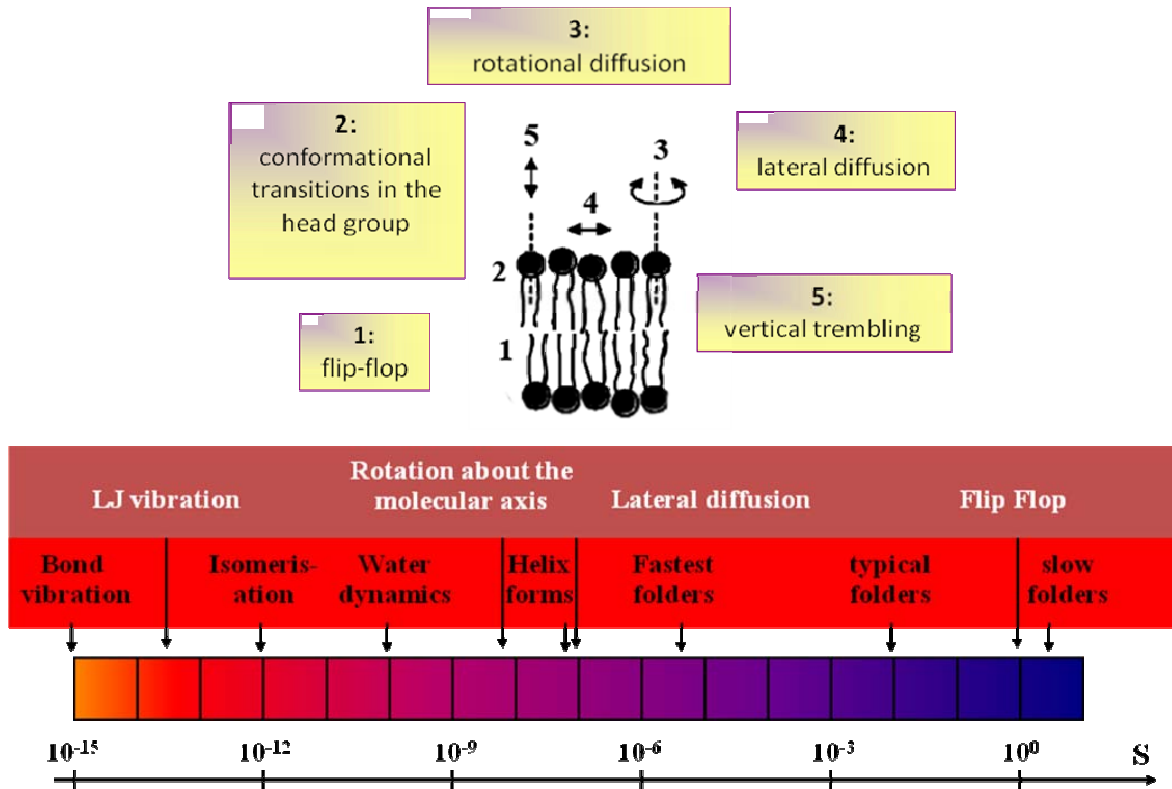 3:
rotational diffusion
2:
conformational
transitions in the
head group
4:
lateral diffusion
5
3
4
2
1
5:
vertical trembling
1:
flip-flop
LJ vibration
Rotation about the
molecular axis
Lateral diffusion
Flip Flop
Bond
vibration
Isomeris-
ation
Water
dynamics
Helix
forms
Fastest
folders
typical
folders
slow
folders
10⁻¹⁵ 10⁻¹² 10⁻⁹ 10⁻⁶ 10⁻³ 10⁰ S